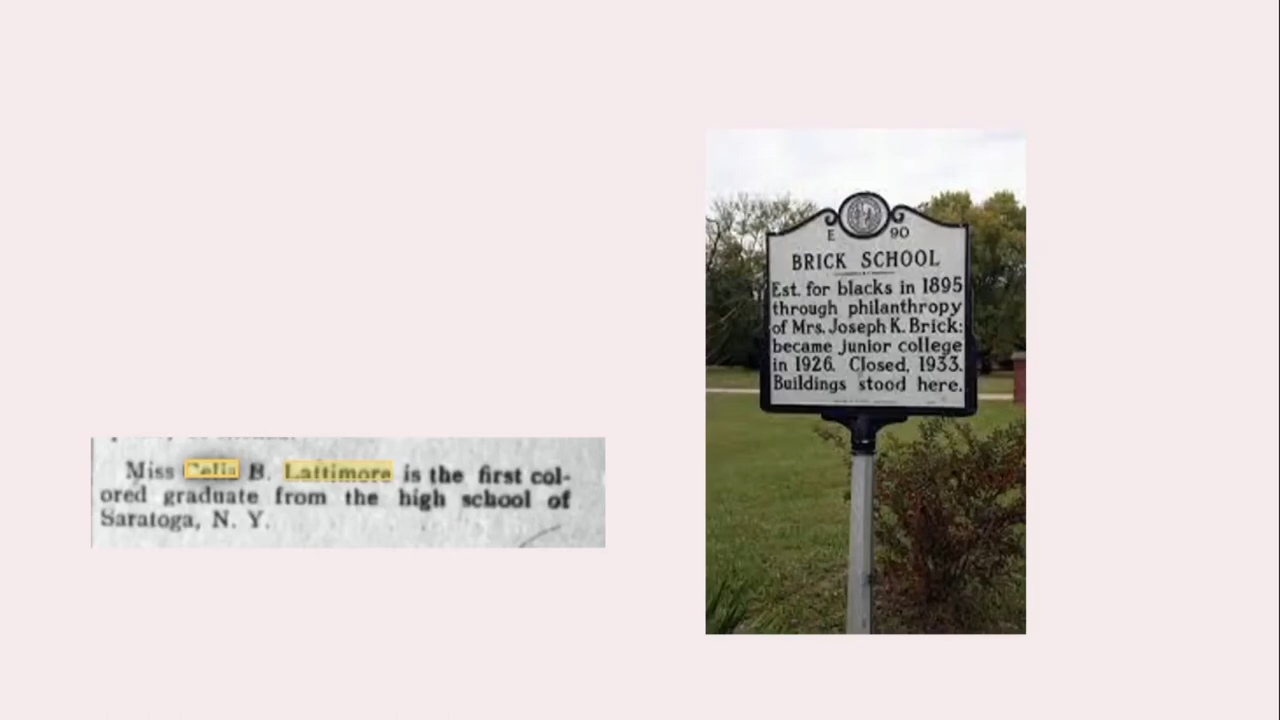 Miss Celia B. Lattimore is the first col-
ored graduate from the high school of
Saratoga, N. Y.
E 90
BRICK SCHOOL
Est. for blacks in 1895
through philanthropy
of Mrs. Joseph K. Brick:
became junior college
in 1926. Closed, 1933.
Buildings stood here.